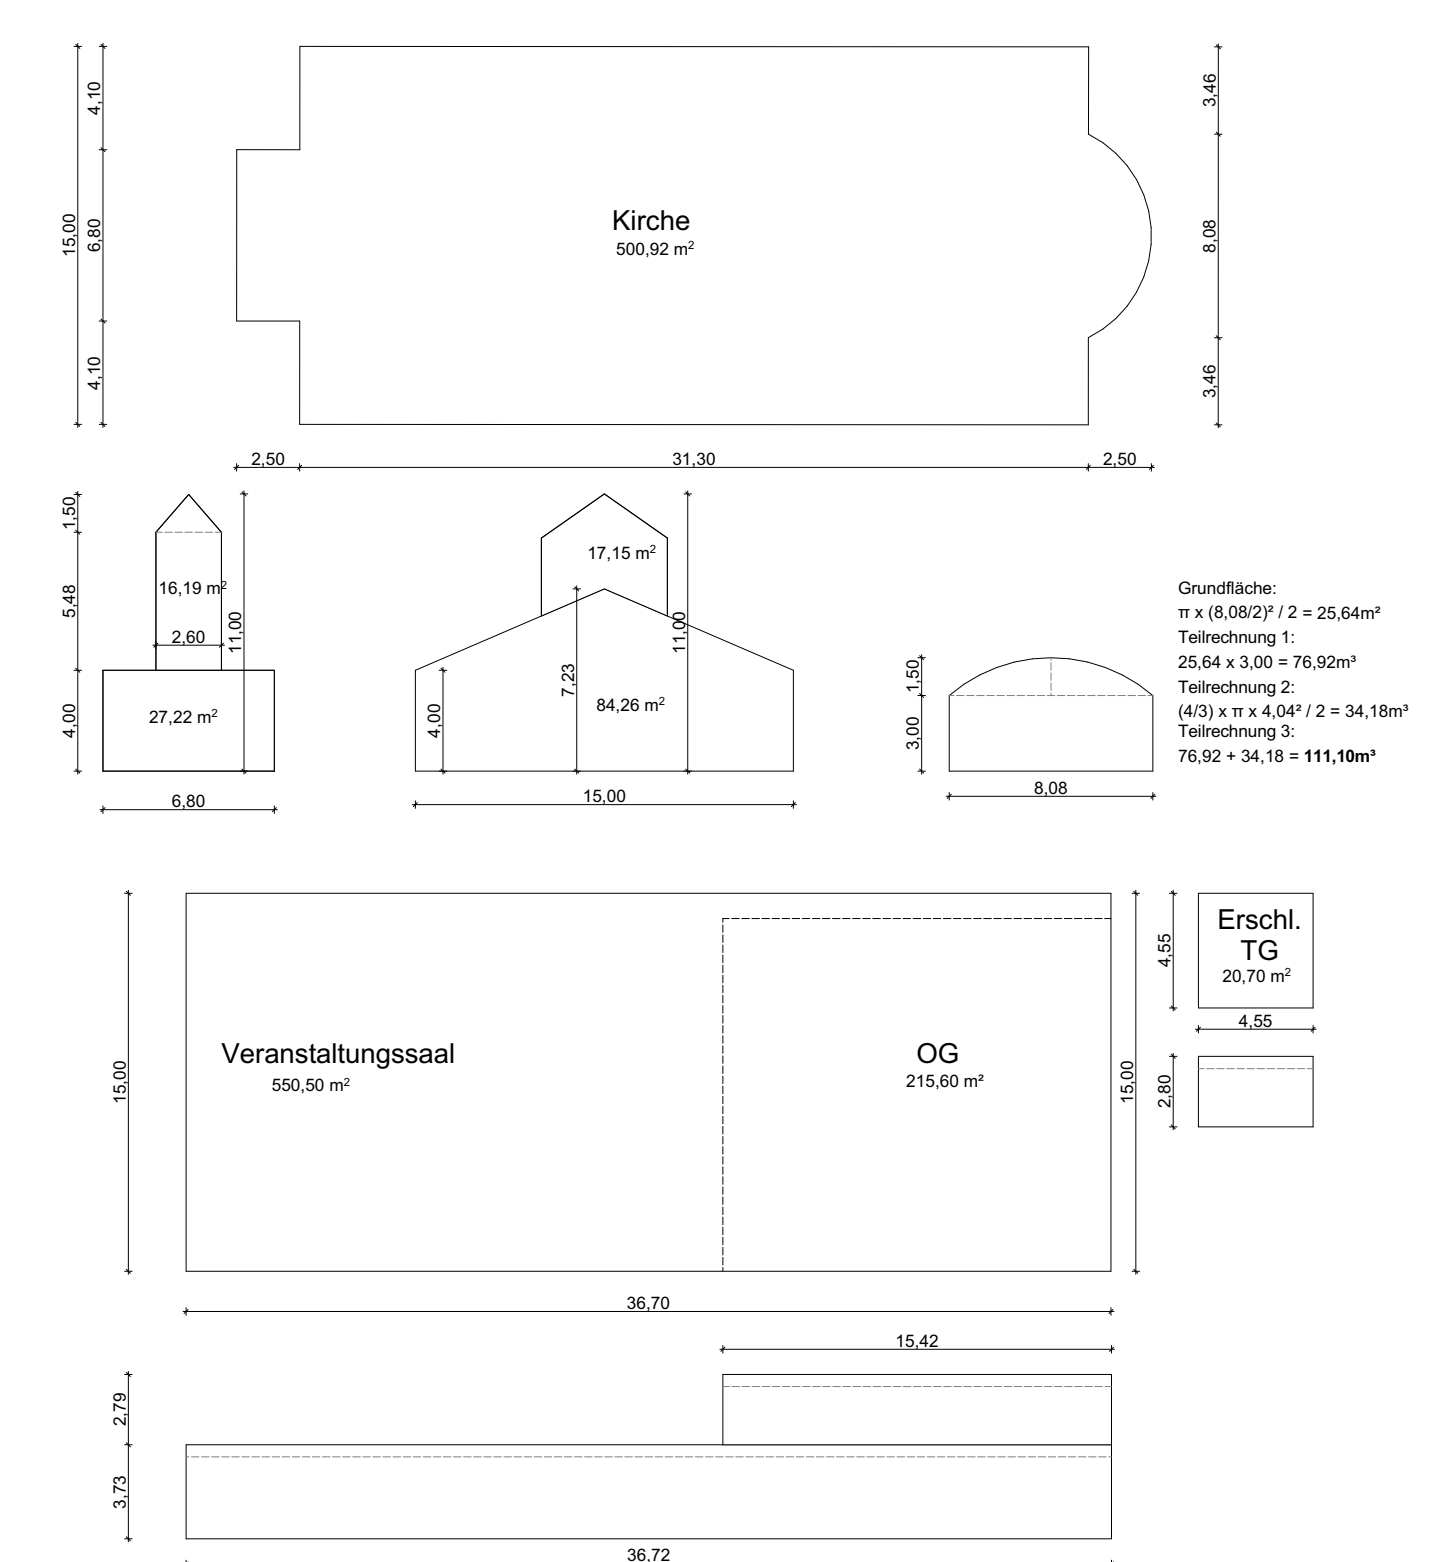 4,10
3,46
15,00
6,80
Kirche
500,92 m²
8,08
4,10
3,46
2,50
31,30
2,50
1,50
5,48
16,19 m²
2,60
11,00
4,00
27,22 m²
6,80
17,15 m²
11,00
7,23
4,00
84,26 m²
15,00
1,50
3,00
8,08
Grundfläche:
π x (8,08/2)² / 2 = 25,64m²
Teilrechnung 1:
25,64 x 3,00 = 76,92m³
Teilrechnung 2:
(4/3) x π x 4,04² / 2 = 34,18m³
Teilrechnung 3:
76,92 + 34,18 = 111,10m³
15,00
Veranstaltungssaal
550,50 m²
OG
215,60 m²
15,00
4,55
Erschl.
TG
20,70 m²
4,55
2,80
36,70
15,42
2,79
3,73
36,72